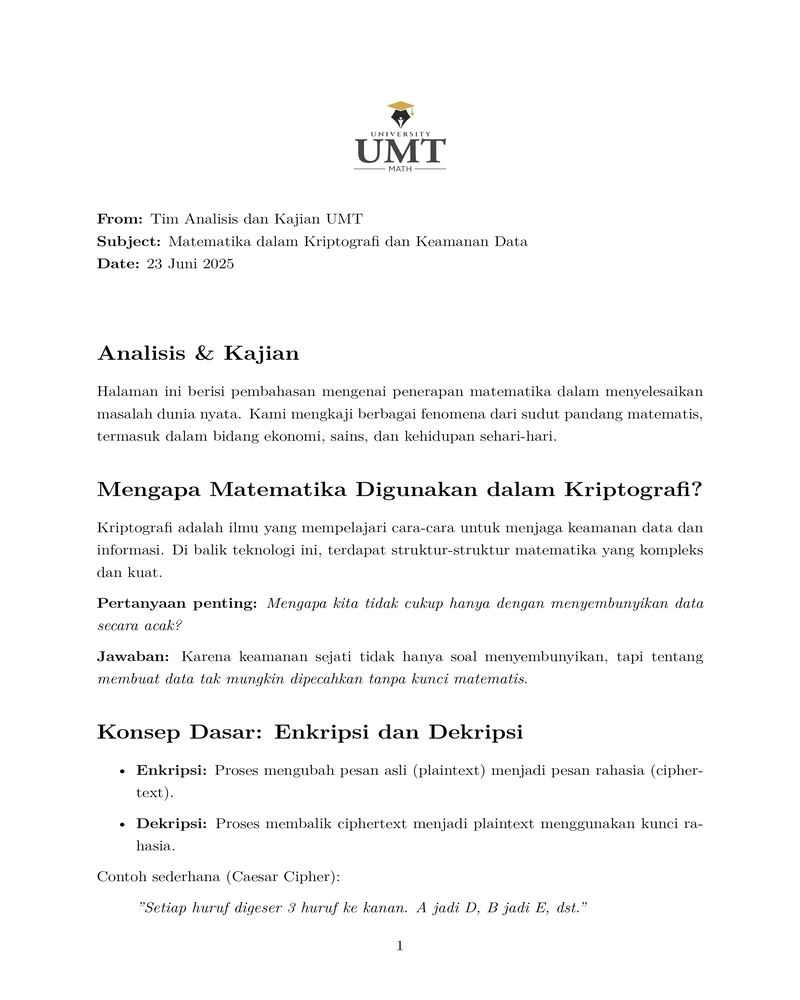 UNIVERSITY
UMT
MATH
From: Tim Analisis dan Kajian UMT
Subject: Matematika dalam Kriptografi dan Keamanan Data
Date: 23 Juni 2025
Analisis & Kajian
Halaman ini berisi pembahasan mengenai penerapan matematika dalam menyelesaikan
masalah dunia nyata. Kami mengkaji berbagai fenomena dari sudut pandang matematis,
termasuk dalam bidang ekonomi, sains, dan kehidupan sehari-hari.
Mengapa Matematika Digunakan dalam Kriptografi?
Kriptografi adalah ilmu yang mempelajari cara-cara untuk menjaga keamanan data dan
informasi. Di balik teknologi ini, terdapat struktur-struktur matematika yang kompleks
dan kuat.
Pertanyaan penting: Mengapa kita tidak cukup hanya dengan menyembunyikan data
secara acak?
Jawaban: Karena keamanan sejati tidak hanya soal menyembunyikan, tapi tentang
membuat data tak mungkin dipecahkan tanpa kunci matematis.
Konsep Dasar: Enkripsi dan Dekripsi
• Enkripsi: Proses mengubah pesan asli (plaintext) menjadi pesan rahasia (cipher-
text).
• Dekripsi: Proses membalik ciphertext menjadi plaintext menggunakan kunci ra-
hasia.
Contoh sederhana (Caesar Cipher):
”Setiap huruf digeser 3 huruf ke kanan. A jadi D, B jadi E, dst.”
1